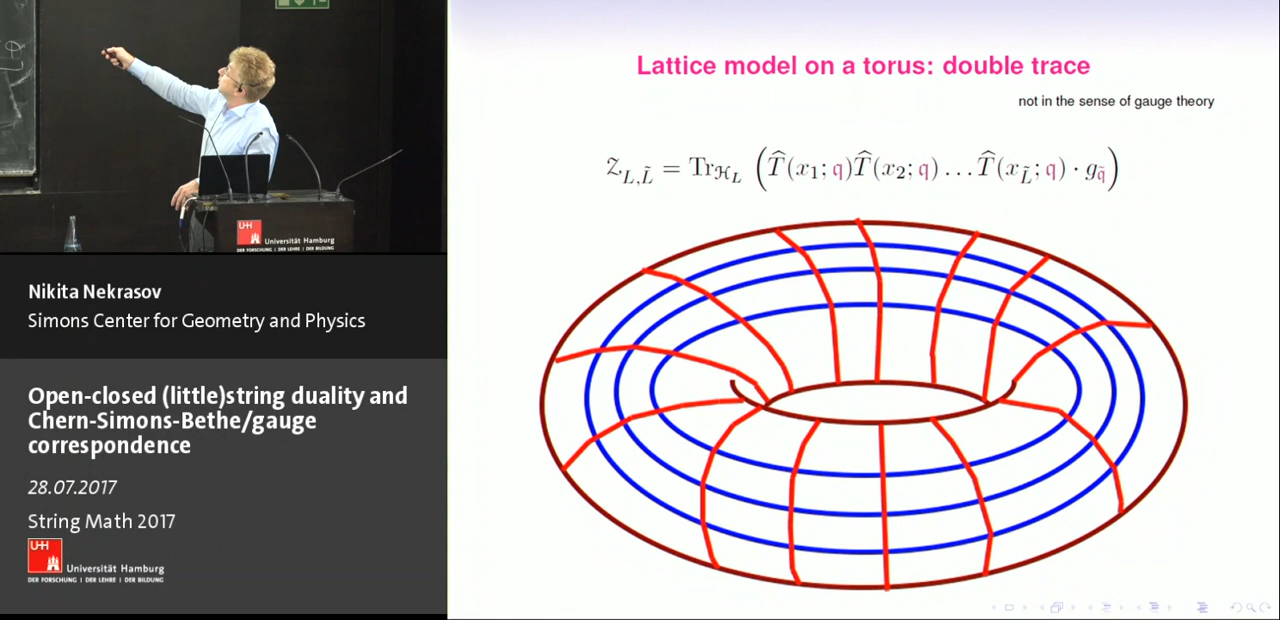 UH
Universität Hamburg
DER FORSCHUNG | DER LEHRE | DER BILDUNG
Nikita Nekrasov
Simons Center for Geometry and Physics
Open-closed (little)string duality and
Chern-Simons-Bethe/gauge
correspondence
28.07.2017
String Math 2017
UH
Universität Hamburg
DER FORSCHUNG | DER LEHRE | DER BILDUNG
Lattice model on a torus: double trace
not in the sense of gauge theory
𝒵_{L,L̃} = Tr_{ℋ_L} (T̂(x₁; 𝔮)T̂(x₂; 𝔮) … T̂(x_{L̃}; 𝔮) · g_{𝔮̃})